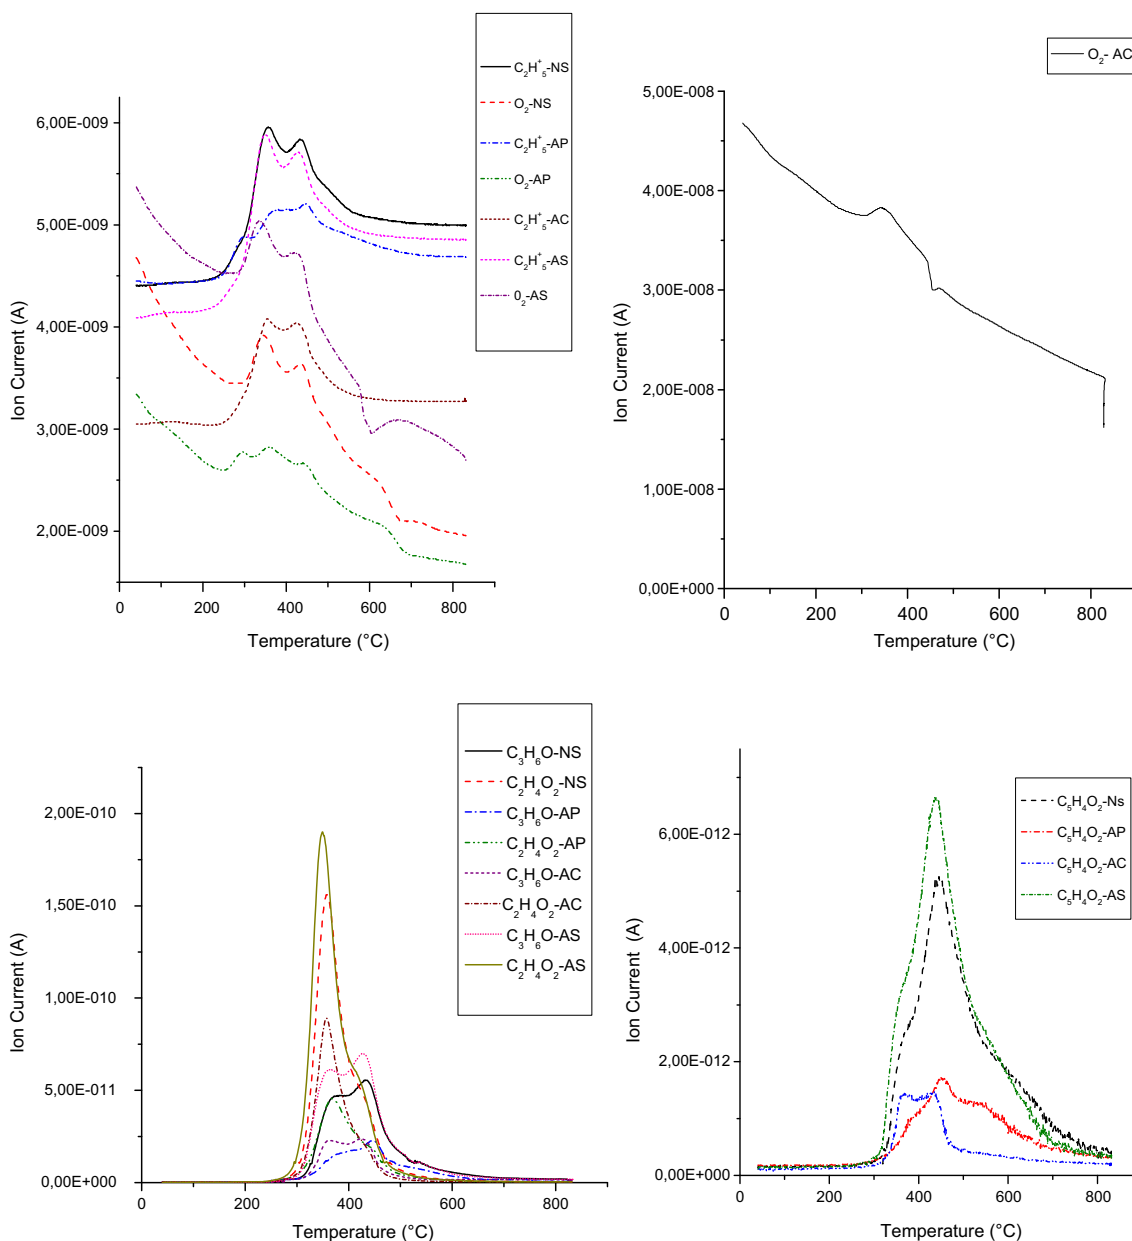 C₂H⁺₅-NS
O₂-NS
C₂H⁺₅-AP
O₂-AP
C₂H⁺₅-AC
C₂H⁺₅-AS
0₂-AS
6,00E-009
5,00E-009
4,00E-009
3,00E-009
2,00E-009
Ion Current (A)
0 200 400 600 800
Temperature (°C)
O₂- AC
5,00E-008
4,00E-008
3,00E-008
2,00E-008
1,00E-008
0,00E+000
Ion Current (A)
0 200 400 600 800
Temperature (°C)
C₃H₆O-NS
C₂H₄O₂-NS
C₃H₆O-AP
C₂H₄O₂-AP
C₃H₆O-AC
C₂H₄O₂-AC
C₃H₆O-AS
C₂H₄O₂-AS
2,00E-010
1,50E-010
1,00E-010
5,00E-011
0,00E+000
Ion Current (A)
0 200 400 600 800
Temperature (°C)
C₅H₄O₂-Ns
C₅H₄O₂-AP
C₅H₄O₂-AC
C₅H₄O₂-AS
6,00E-012
4,00E-012
2,00E-012
0,00E+000
Ion Current (A)
0 200 400 600 800
Temperature (°C)